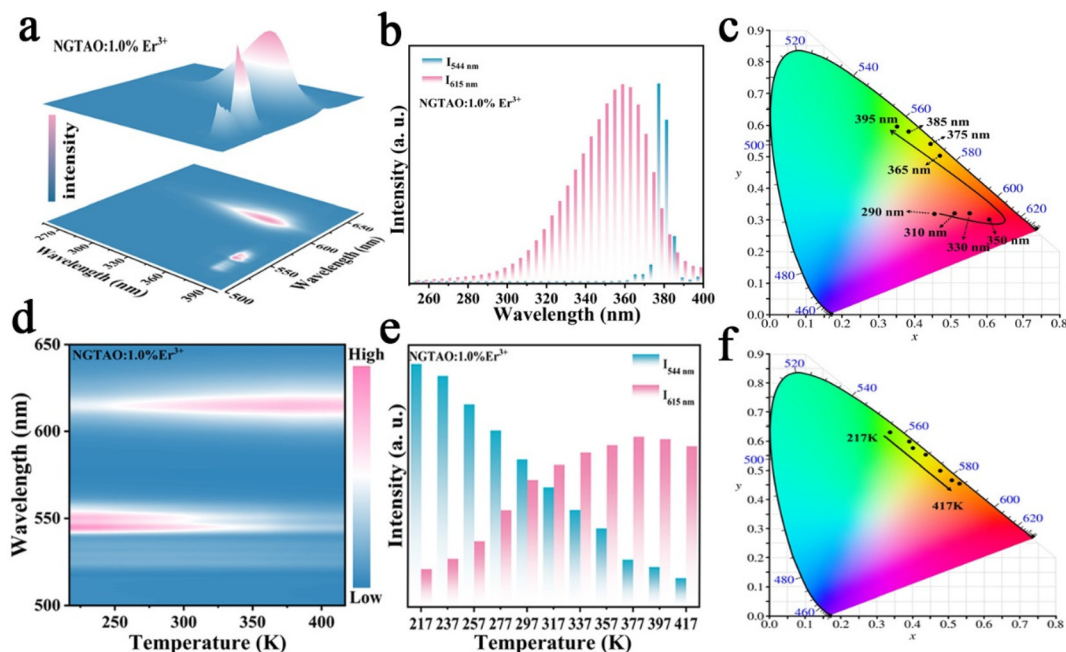 a
NGTAO:1.0% Er³⁺
intensity
270
300
330
360
390
Wavelength (nm)
500
550
600
650
Wavelength (nm)
b
I544 nm
I615 nm
NGTAO:1.0% Er³⁺
Intensity (a. u.)
260 280 300 320 340 360 380 400
Wavelength (nm)
c
0.9
0.8
0.7
0.6
0.5
0.4
0.3
0.2
0.1
0.0
y
520
540
560
580
600
620
500
480
460
395 nm
385 nm
375 nm
365 nm
290 nm
310 nm
330 nm
350 nm
0.0 0.1 0.2 0.3 0.4 0.5 0.6 0.7 0.8
x
d
650
600
550
500
Wavelength (nm)
NGTAO:1.0%Er³⁺
High
Low
250 300 350 400
Temperature (K)
e
NGTAO:1.0%Er³⁺
I544 nm
I615 nm
Intensity (a. u.)
217 237 257 277 297 317 337 357 377 397 417
Temperature (K)
f
0.9
0.8
0.7
0.6
0.5
0.4
0.3
0.2
0.1
0.0
y
520
540
560
580
600
620
500
480
460
217K
417K
0.0 0.1 0.2 0.3 0.4 0.5 0.6 0.7 0.8
x